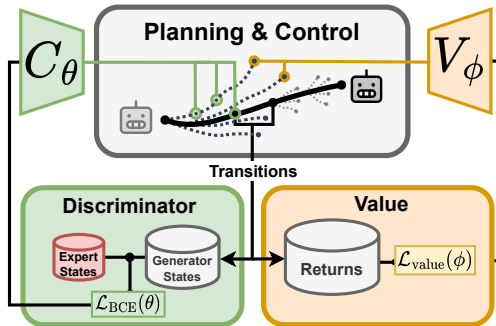 Planning & Control
C_θ
V_ϕ
Transitions
Discriminator
Value
Expert
States
Generator
States
Returns
ℒ_BCE(θ)
ℒ_value(ϕ)